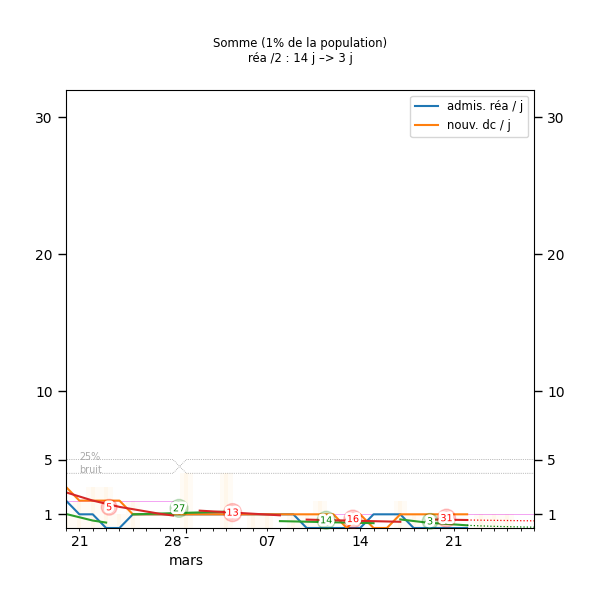 Somme (1% de la population)
réa /2 : 14 j –> 3 j
admis. réa / j
nouv. dc / j
30 30
20 20
10 10
25%
bruit
5 5
5 27 13 14 16 3 31
1 1
21 28 07 14 21
mars